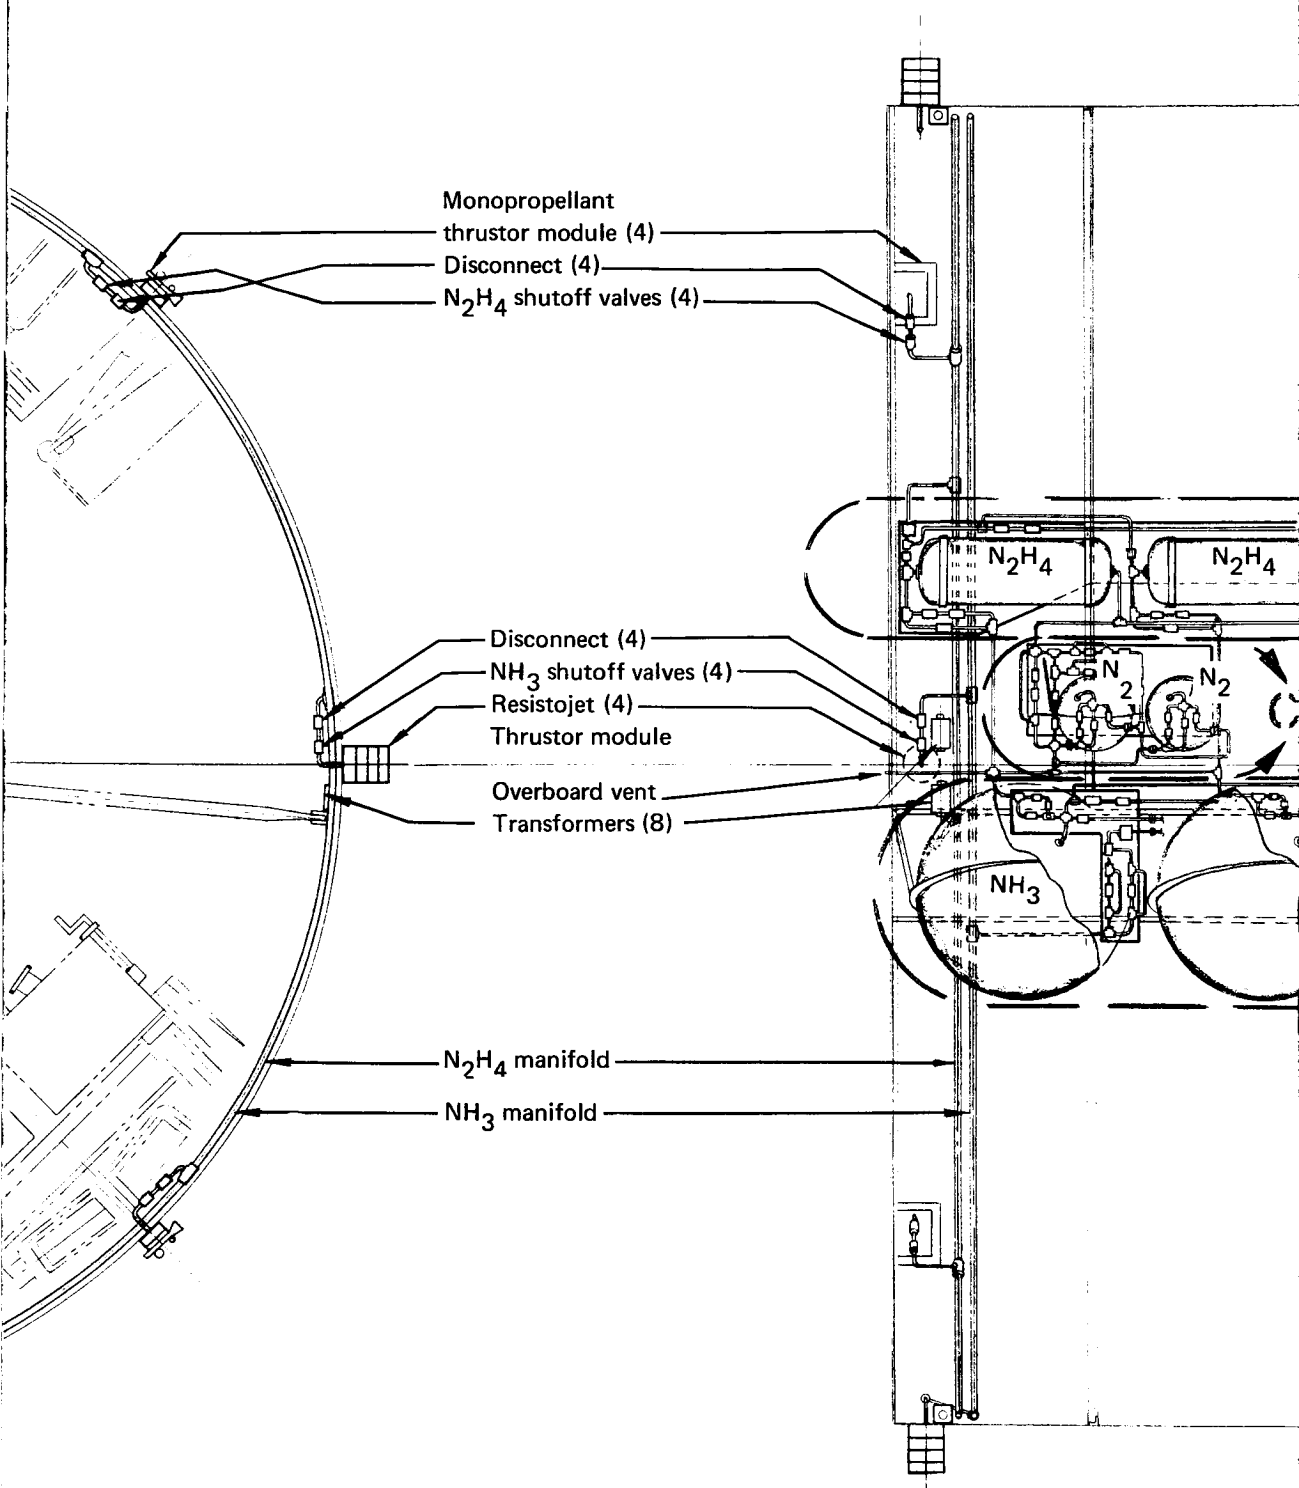 Monopropellant
thrustor module (4)
Disconnect (4)
N2H4 shutoff valves (4)
N2H4
N2H4
Disconnect (4)
NH3 shutoff valves (4)
Resistojet (4)
Thrustor module
N2
N2
Overboard vent
Transformers (8)
NH3
N2H4 manifold
NH3 manifold